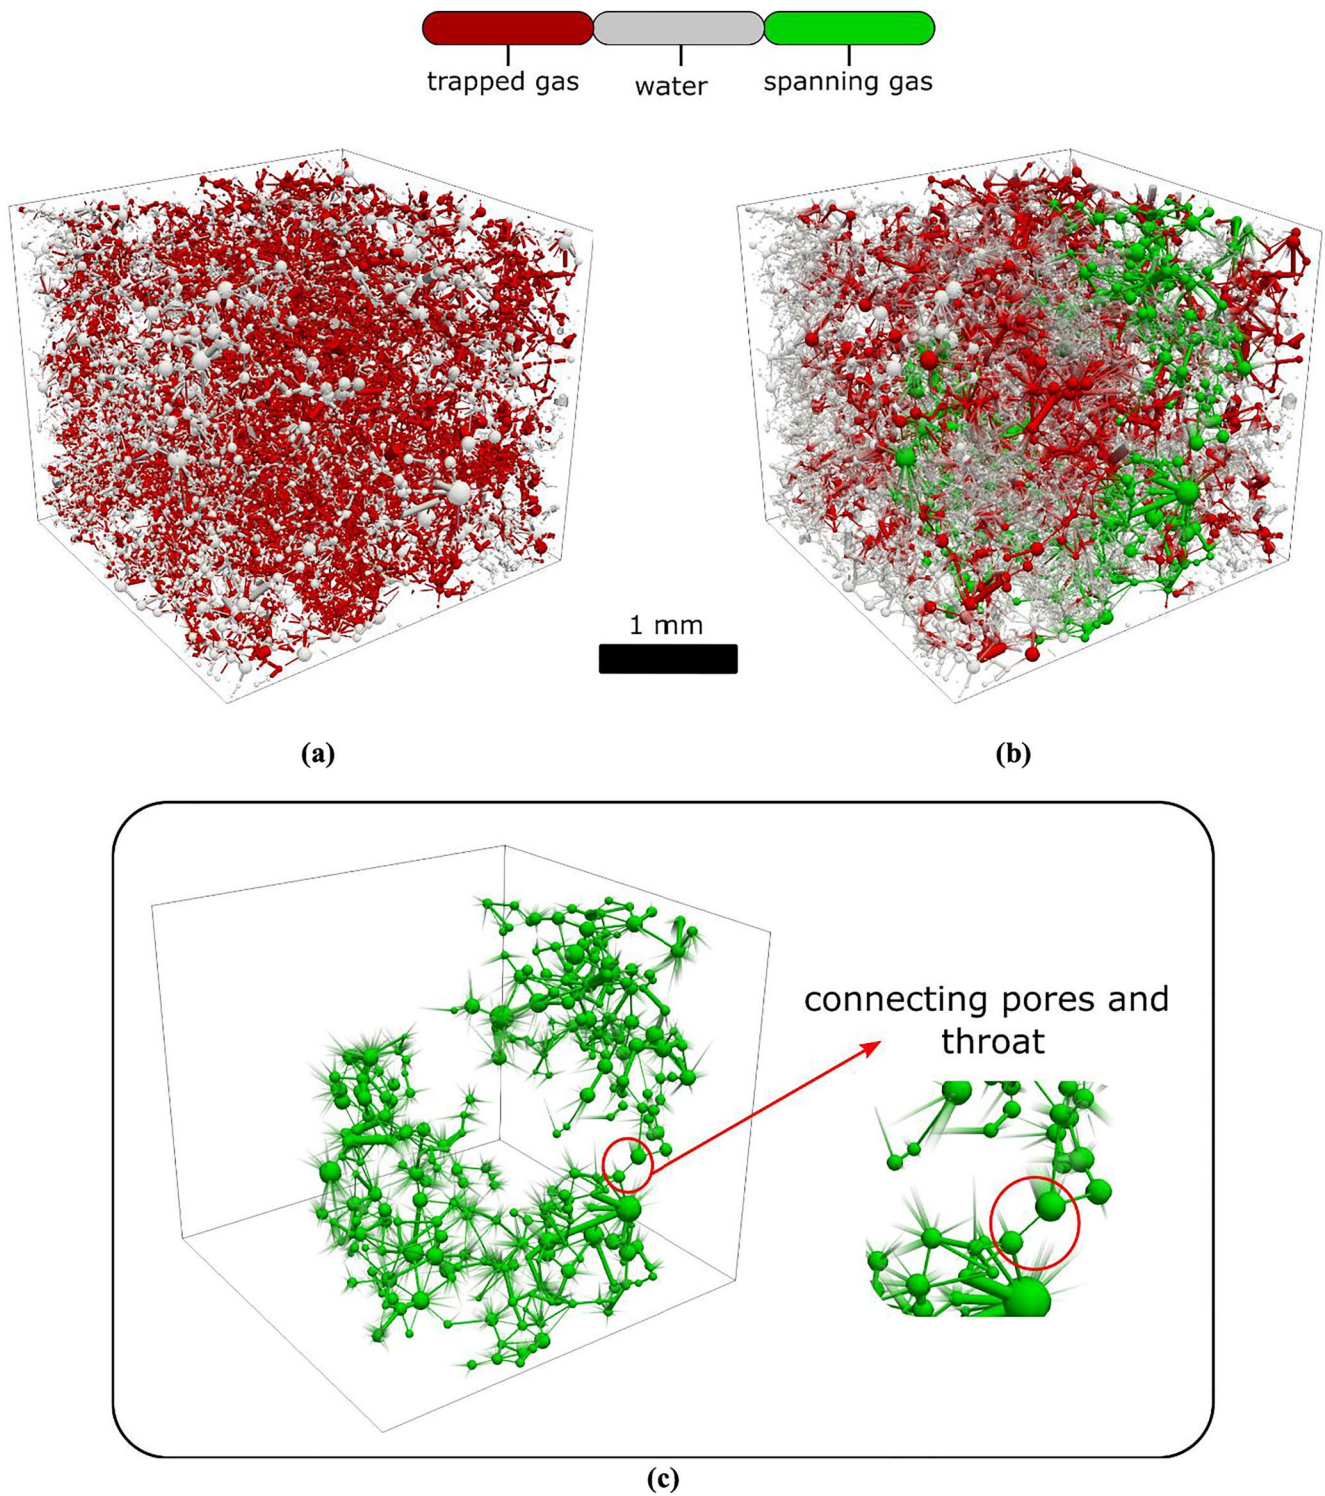 trapped gas
water
spanning gas
1 mm
(a)
(b)
connecting pores and
throat
(c)